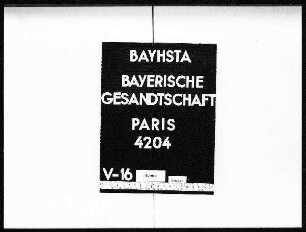 BAYHSTA
BAYERISCHE
GESANDTSCHAFT
PARIS
4204
V-16